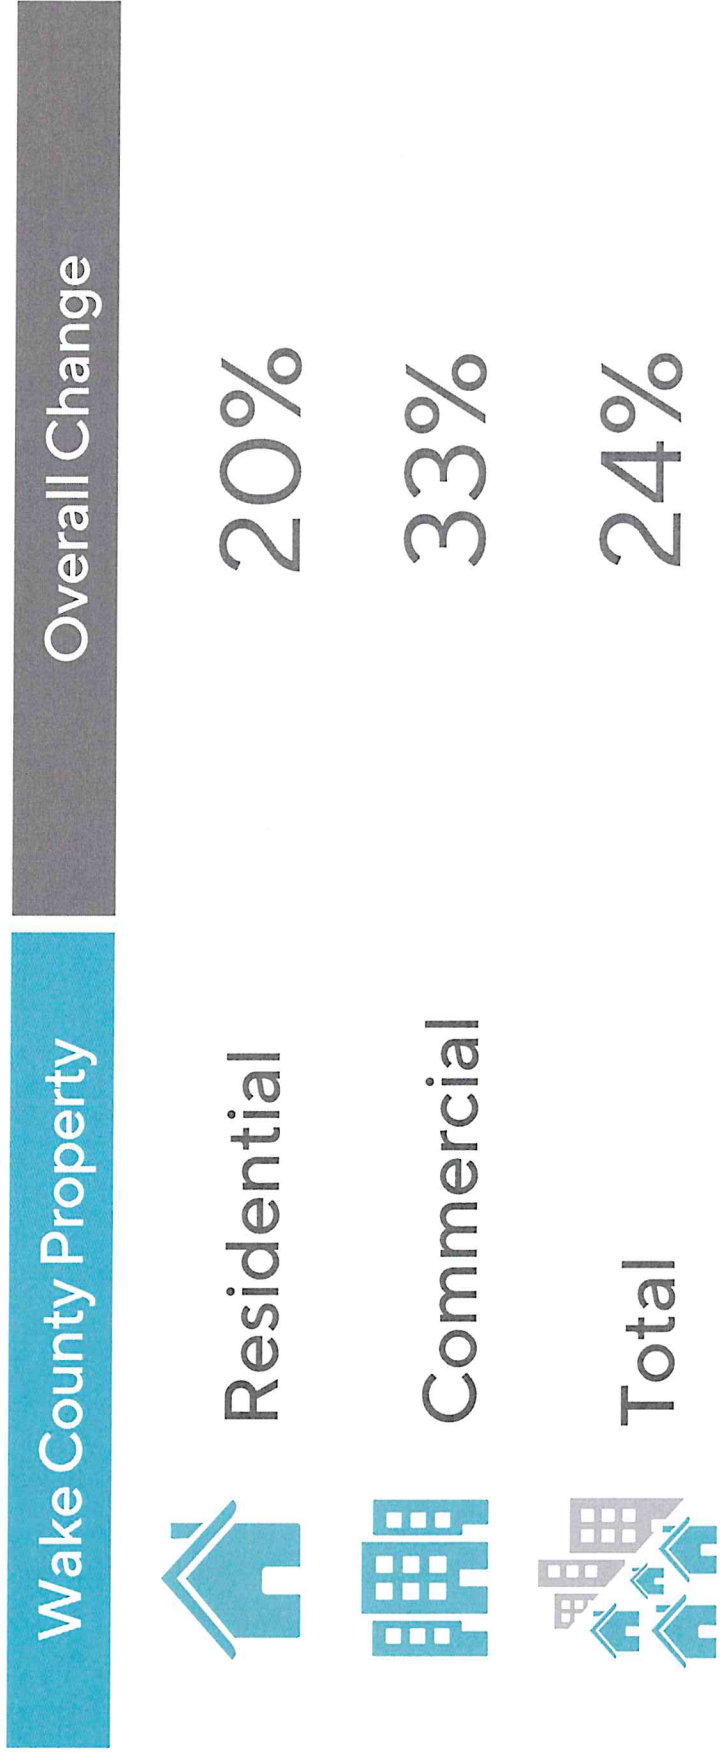 Wake County Property Overall Change
Residential 20%
Commercial 33%
Total 24%